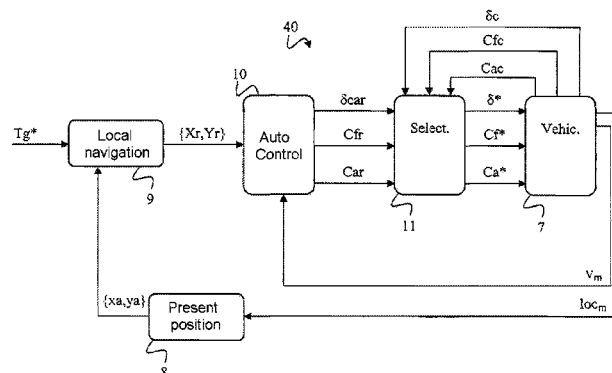 δc
40
Cfc
10
Cac
Tg*
Local
navigation
9
{Xr,Yr}
Auto
Control
δcar
Cfr
Car
Select.
11
δ*
Cf*
Ca*
Vehic.
7
Vm
{xa,ya}
Present
position
8
locm